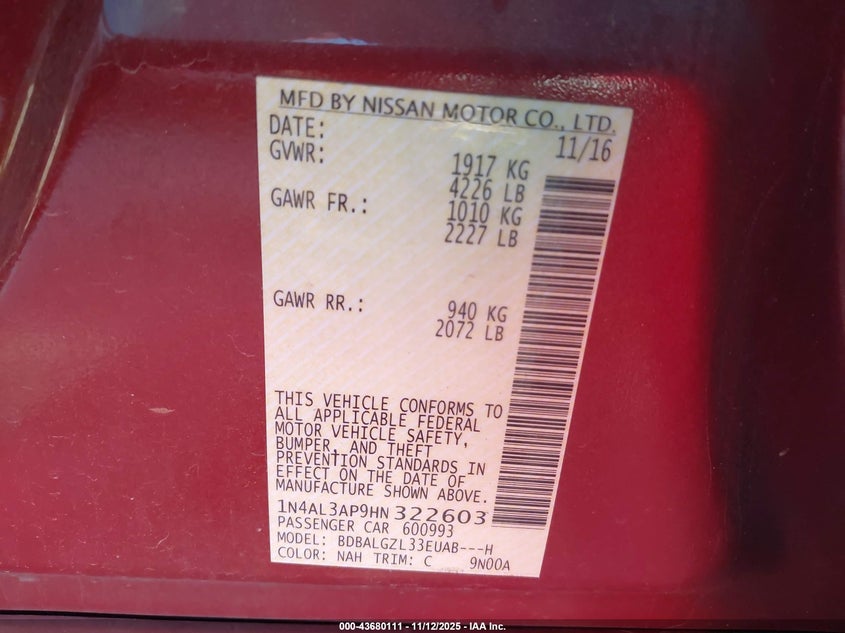 MFD BY NISSAN MOTOR CO., LTD.
DATE: 11/16
GVWR: 1917 KG
4226 LB
GAWR FR.: 1010 KG
2227 LB
GAWR RR.: 940 KG
2072 LB
THIS VEHICLE CONFORMS TO
ALL APPLICABLE FEDERAL
MOTOR VEHICLE SAFETY,
BUMPER, AND THEFT
PREVENTION STANDARDS IN
EFFECT ON THE DATE OF
MANUFACTURE SHOWN ABOVE.
1N4AL3AP9HN 322603
PASSENGER CAR 600993
MODEL: BDBALGZL33EUAB---H
COLOR: NAH TRIM: C 9N00A
000-43680111 - 11/12/2025 - IAA Inc.